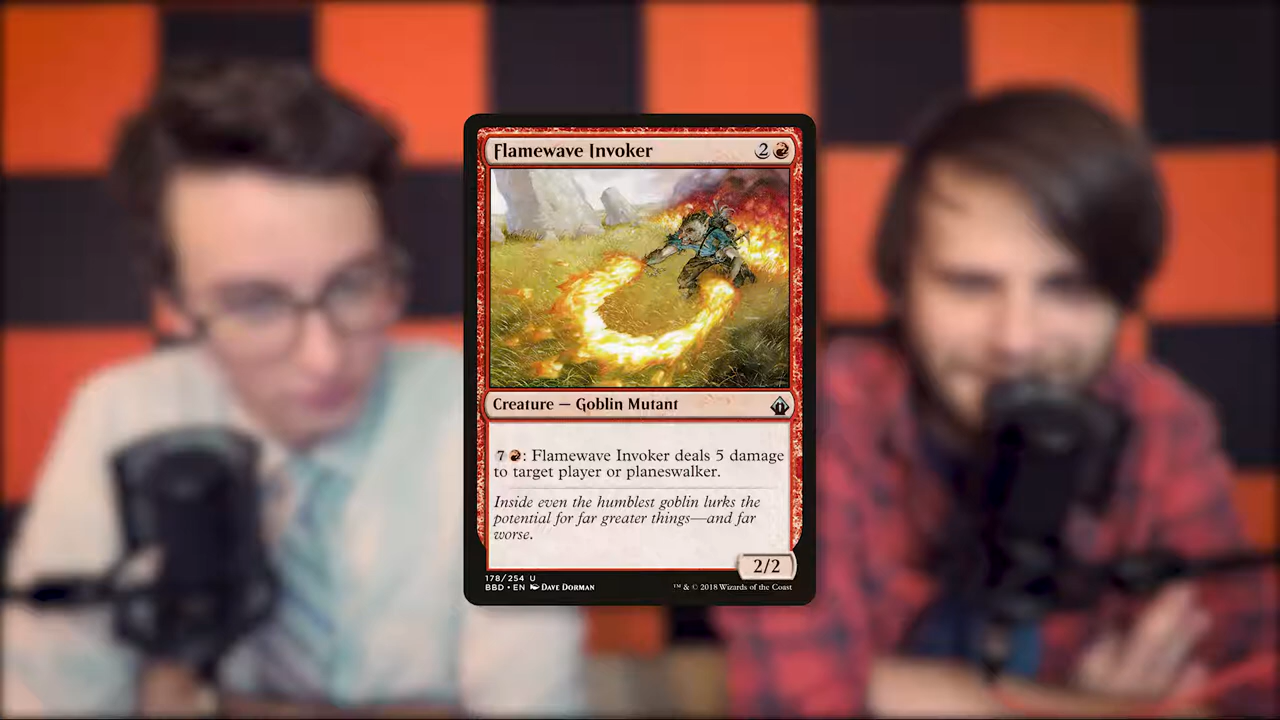 Flamewave Invoker 2
Creature — Goblin Mutant
7 : Flamewave Invoker deals 5 damage
to target player or planeswalker.
Inside even the humblest goblin lurks the
potential for far greater things—and far
worse.
2/2
178/254 U
BBD • EN Dave Dorman
™ & © 2018 Wizards of the Coast